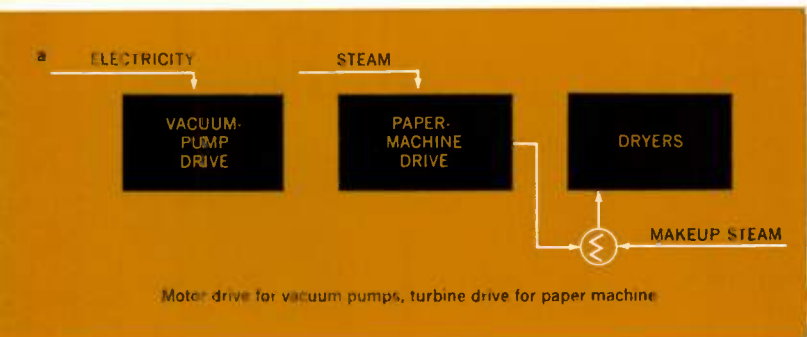 a
ELECTRICITY
STEAM
VACUUM-
PUMP
DRIVE
PAPER-
MACHINE
DRIVE
DRYERS
MAKEUP STEAM
Motor drive for vacuum pumps, turbine drive for paper machine